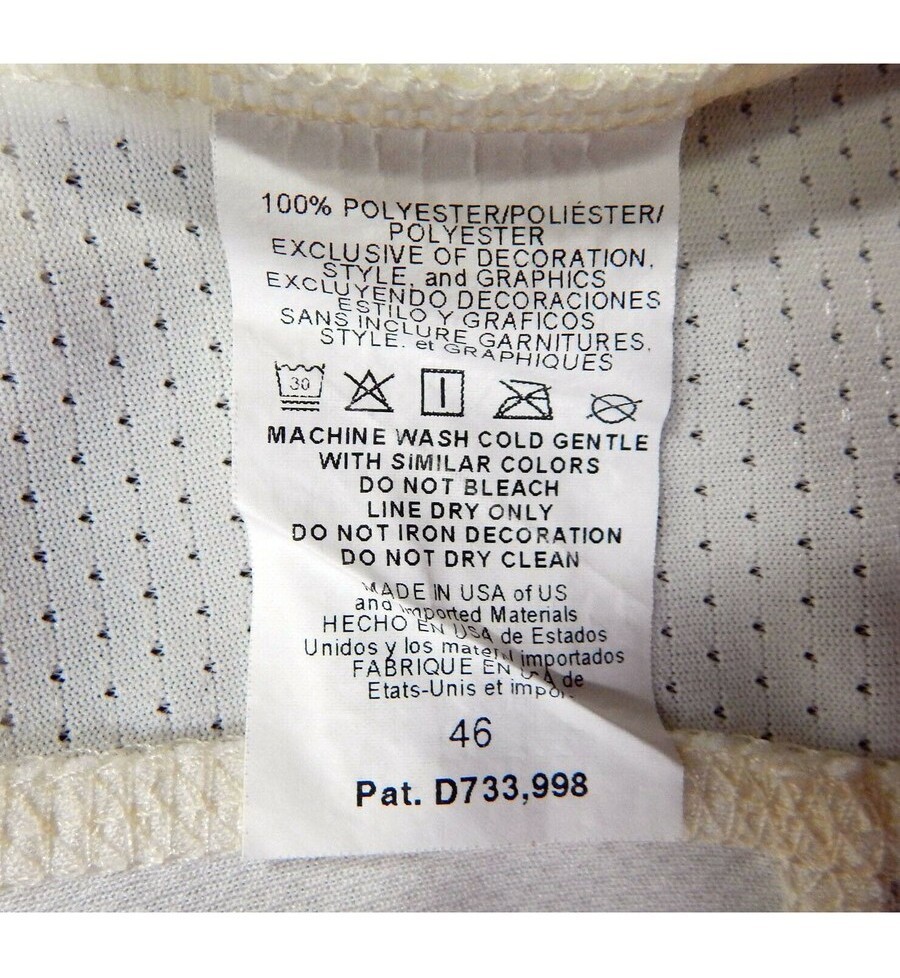 100% POLYESTER/POLIÉSTER/
POLYESTER
EXCLUSIVE OF DECORATION,
STYLE, and GRAPHICS
EXCLUYENDO DECORACIONES
ESTILO Y GRAFICOS
SANS INCLURE GARNITURES,
STYLE, et GRAPHIQUES
30
MACHINE WASH COLD GENTLE
WITH SIMILAR COLORS
DO NOT BLEACH
LINE DRY ONLY
DO NOT IRON DECORATION
DO NOT DRY CLEAN
MADE IN USA of US
and Imported Materials
HECHO EN USA de Estados
Unidos y los importados
FABRIQUE EN USA de
Etats-Unis et
46
Pat. D733,998